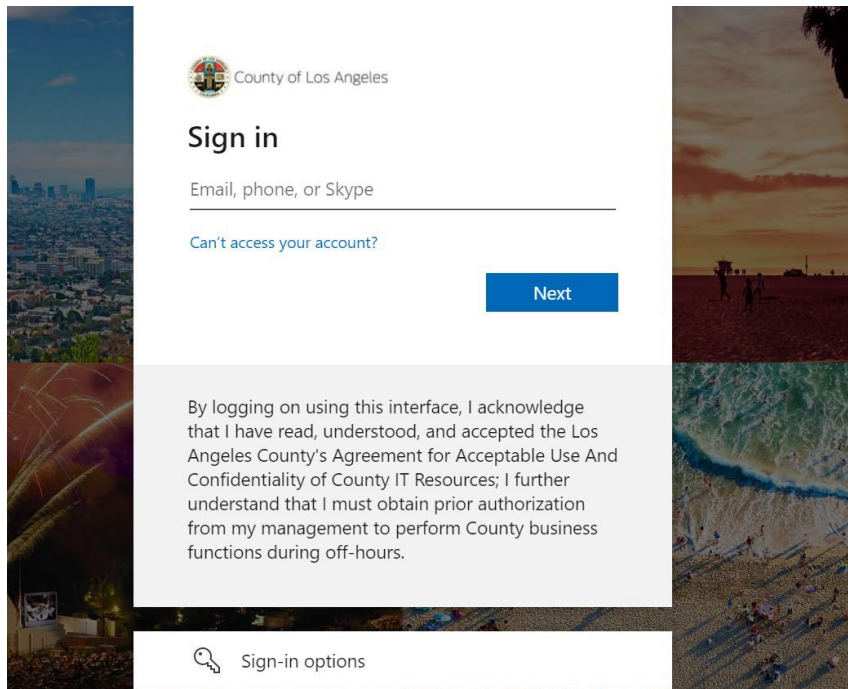 County of Los Angeles
Sign in
Email, phone, or Skype
Can't access your account?
Next
By logging on using this interface, I acknowledge
that I have read, understood, and accepted the Los
Angeles County's Agreement for Acceptable Use And
Confidentiality of County IT Resources; I further
understand that I must obtain prior authorization
from my management to perform County business
functions during off-hours.
Sign-in options